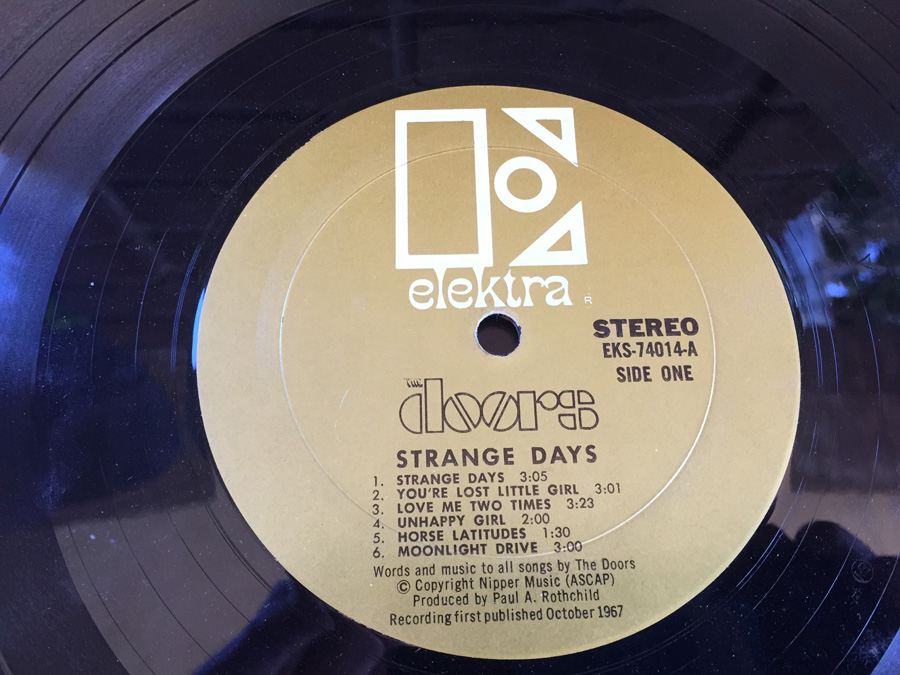 elektra R
STEREO
EKS-74014-A
SIDE ONE
THE
doors
STRANGE DAYS
1. STRANGE DAYS 3:05
2. YOU'RE LOST LITTLE GIRL 3:01
3. LOVE ME TWO TIMES 3:23
4. UNHAPPY GIRL 2:00
5. HORSE LATITUDES 1:30
6. MOONLIGHT DRIVE 3:00
Words and music to all songs by The Doors
© Copyright Nipper Music (ASCAP)
Produced by Paul A. Rothchild
Recording first published October 1967